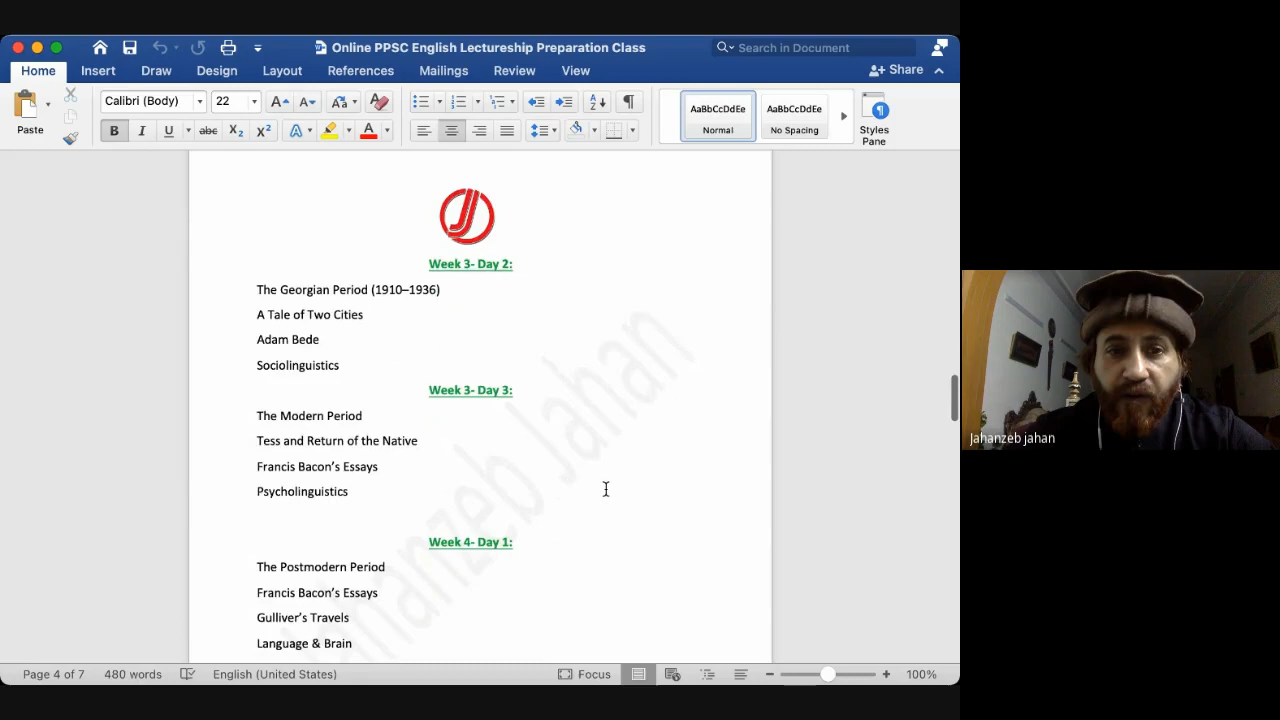 Online PPSC English Lectureship Preparation Class
Search in Document
Home Insert Draw Design Layout References Mailings Review View
Share
Paste
Calibri (Body) 22
AaBbCcDdEe
Normal
AaBbCcDdEe
No Spacing
Styles
Pane
Week 3- Day 2:
The Georgian Period (1910–1936)
A Tale of Two Cities
Adam Bede
Sociolinguistics
Week 3- Day 3:
The Modern Period
Tess and Return of the Native
Francis Bacon’s Essays
Psycholinguistics
Week 4- Day 1:
The Postmodern Period
Francis Bacon’s Essays
Gulliver’s Travels
Language & Brain
Jahanzeb Jahan
Page 4 of 7 480 words English (United States) Focus 100%
Jahanzeb jahan